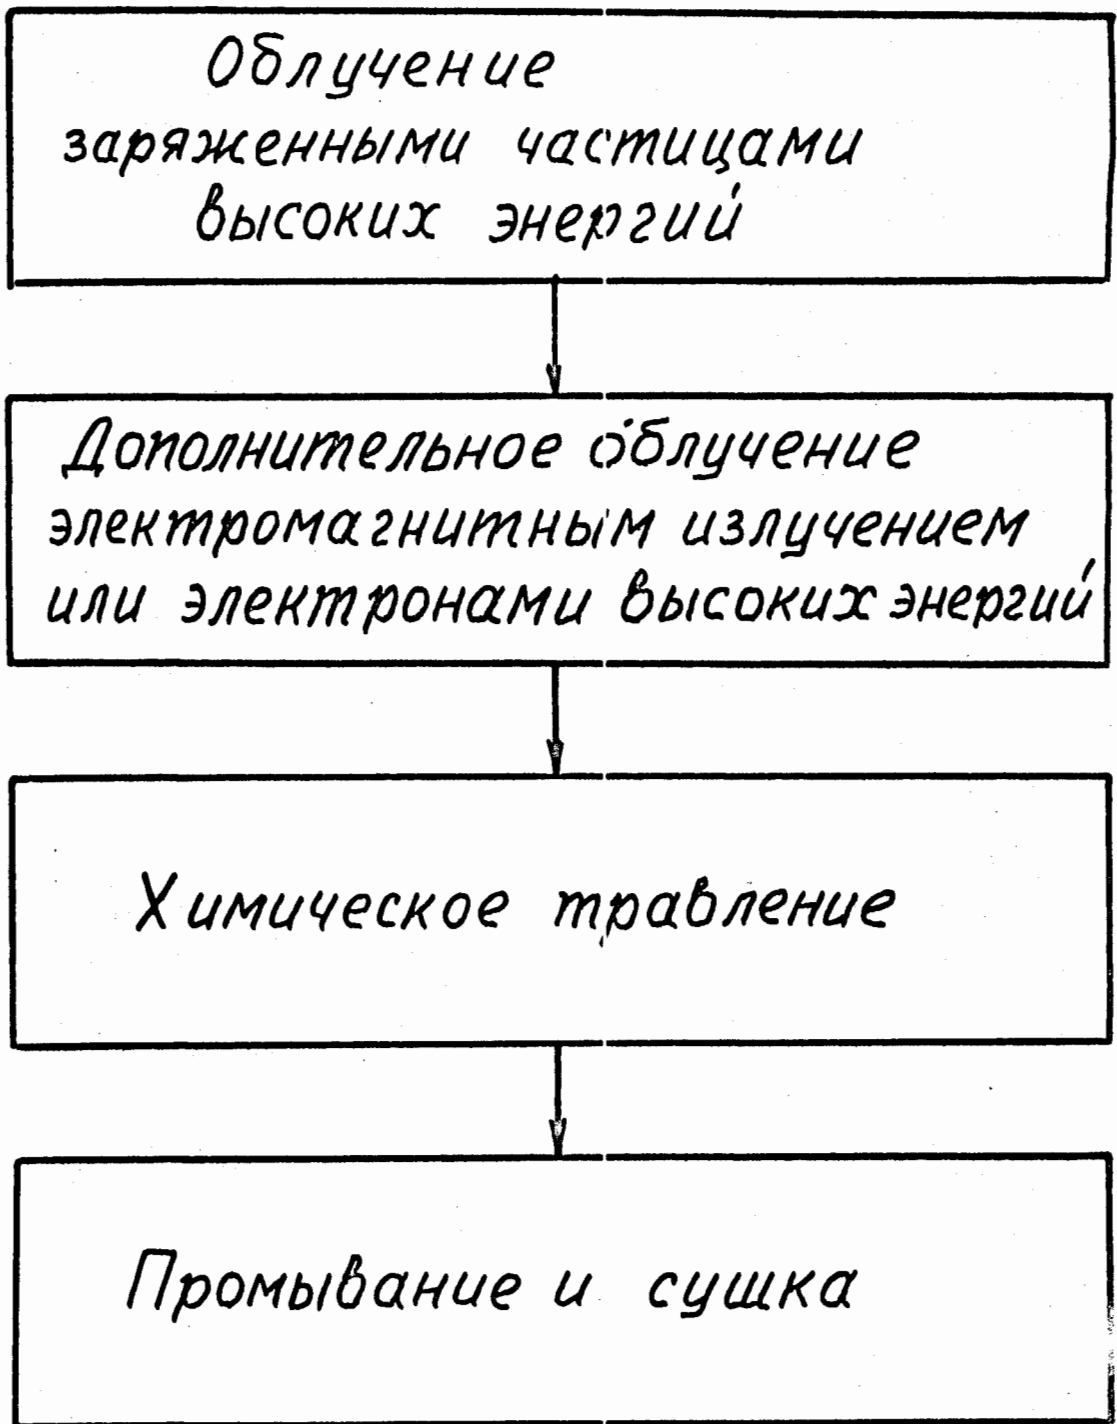 Облучение
заряженными частицами
высоких энергий
Дополнительное облучение
электромагнитным излучением
или электронами высоких энергий
Химическое травление
Промывание и сушка